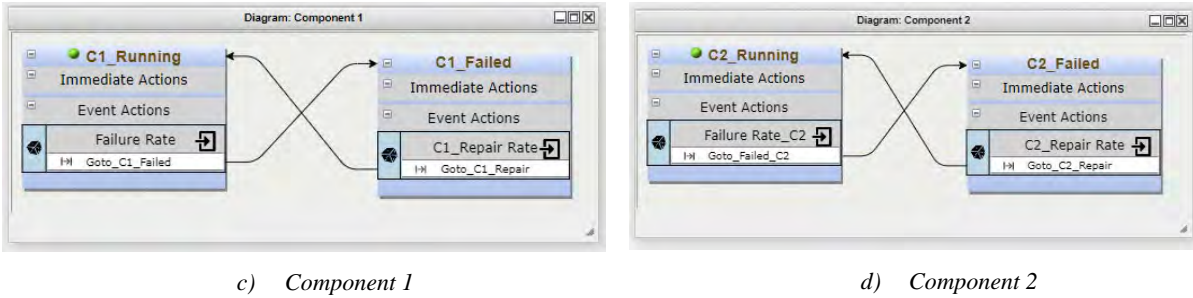 Diagram: Component 1
C1_Running
Immediate Actions
Event Actions
Failure Rate
Goto_C1_Failed
C1_Failed
Immediate Actions
Event Actions
C1_Repair Rate
Goto_C1_Repair
Diagram: Component 2
C2_Running
Immediate Actions
Event Actions
Failure Rate_C2
Goto_Failed_C2
C2_Failed
Immediate Actions
Event Actions
C2_Repair Rate
Goto_C2_Repair
c) Component 1
d) Component 2